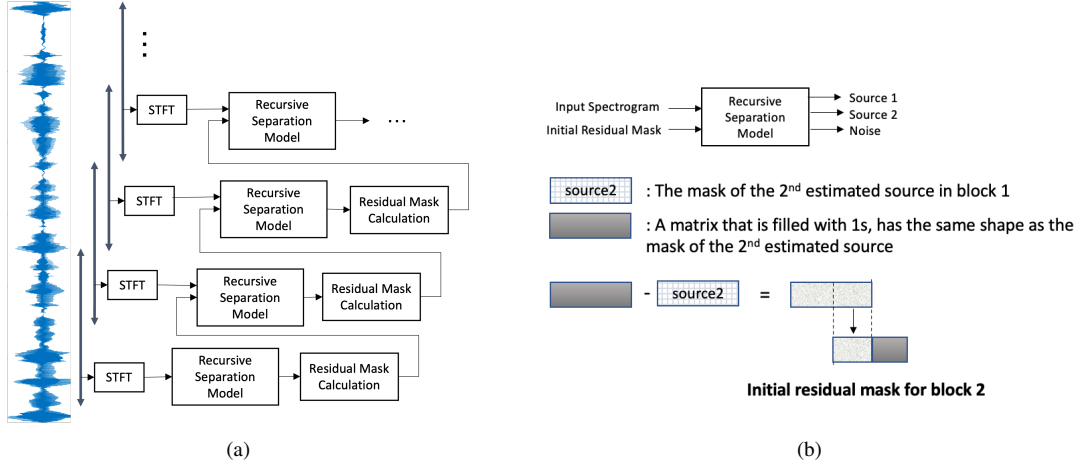 STFT
Recursive
Separation
Model
...
STFT
Recursive
Separation
Model
Residual Mask
Calculation
STFT
Recursive
Separation
Model
Residual Mask
Calculation
STFT
Recursive
Separation
Model
Residual Mask
Calculation
(a)
Input Spectrogram
Initial Residual Mask
Recursive
Separation
Model
Source 1
Source 2
Noise
source2 : The mask of the 2nd estimated source in block 1
: A matrix that is filled with 1s, has the same shape as the
mask of the 2nd estimated source
- source2 =
Initial residual mask for block 2
(b)